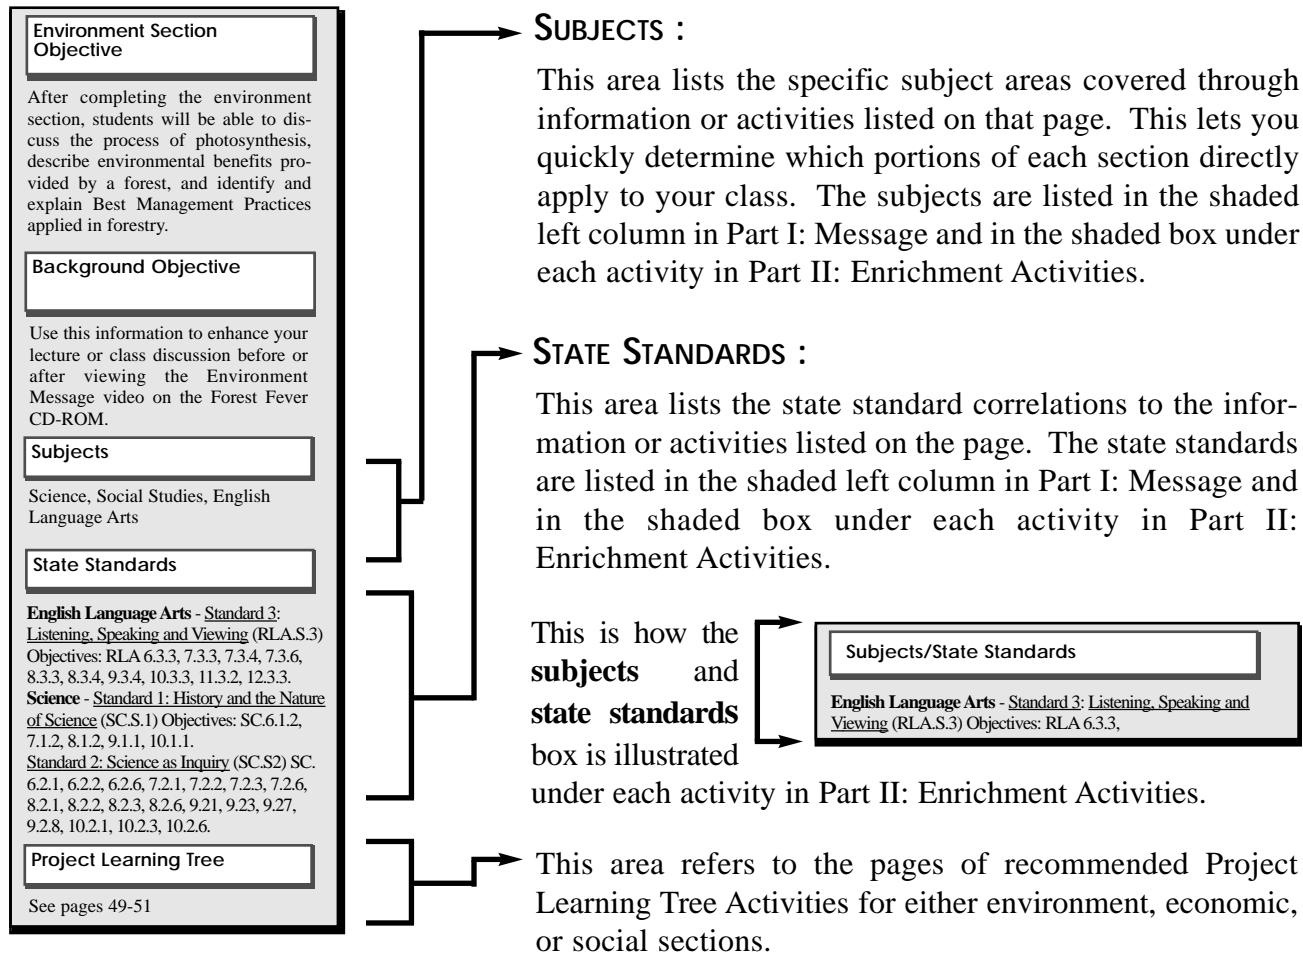 Environment Section
Objective
After completing the environment
section, students will be able to dis-
cuss the process of photosynthesis,
describe environmental benefits pro-
vided by a forest, and identify and
explain Best Management Practices
applied in forestry.
Background Objective
Use this information to enhance your
lecture or class discussion before or
after viewing the Environment
Message video on the Forest Fever
CD-ROM.
Subjects
Science, Social Studies, English
Language Arts
State Standards
English Language Arts - Standard 3:
Listening, Speaking and Viewing (RLA.S.3)
Objectives: RLA 6.3.3, 7.3.3, 7.3.4, 7.3.6,
8.3.3, 8.3.4, 9.3.4, 10.3.3, 11.3.2, 12.3.3.
Science - Standard 1: History and the Nature
of Science (SC.S.1) Objectives: SC.6.1.2,
7.1.2, 8.1.2, 9.1.1, 10.1.1.
Standard 2: Science as Inquiry (SC.S2) SC.
6.2.1, 6.2.2, 6.2.6, 7.2.1, 7.2.2, 7.2.3, 7.2.6,
8.2.1, 8.2.2, 8.2.3, 8.2.6, 9.21, 9.23, 9.27,
9.2.8, 10.2.1, 10.2.3, 10.2.6.
Project Learning Tree
See pages 49-51
SUBJECTS :
This area lists the specific subject areas covered through
information or activities listed on that page. This lets you
quickly determine which portions of each section directly
apply to your class. The subjects are listed in the shaded
left column in Part I: Message and in the shaded box under
each activity in Part II: Enrichment Activities.
STATE STANDARDS :
This area lists the state standard correlations to the infor-
mation or activities listed on the page. The state standards
are listed in the shaded left column in Part I: Message and
in the shaded box under each activity in Part II:
Enrichment Activities.
This is how the
subjects and
state standards
box is illustrated
under each activity in Part II: Enrichment Activities.
Subjects/State Standards
English Language Arts - Standard 3: Listening, Speaking and
Viewing (RLA.S.3) Objectives: RLA 6.3.3,
This area refers to the pages of recommended Project
Learning Tree Activities for either environment, economic,
or social sections.